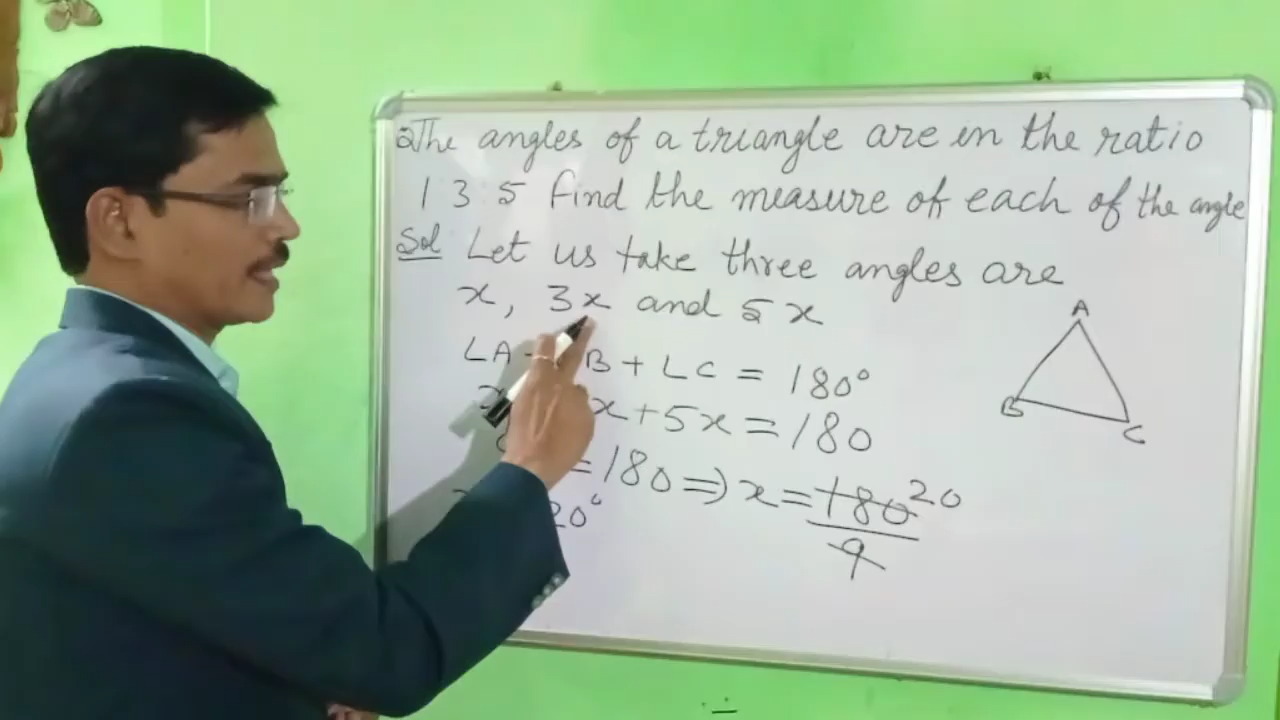 The angles of a triangle are in the ratio
1 3 5 find the measure of each of the angle
Sol Let us take three angles are
x, 3x and 5x
∠A B + ∠C = 180°
x x + 5x = 180
= 180 ⇒ x = 180 20
9
20°
A
B
C